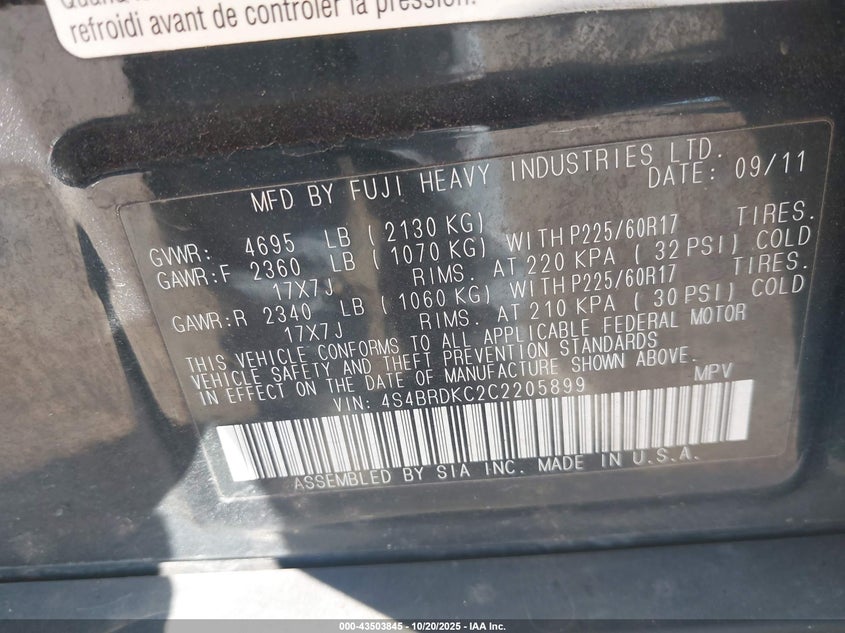 refroidi avant de contrôler la pression.
MFD BY FUJI HEAVY INDUSTRIES LTD.
DATE: 09/11
GVWR: 4695 LB ( 2130 KG)
GAWR:F 2360 LB ( 1070 KG) WITH P225/60R17 TIRES.
17X7J RIMS. AT 220 KPA ( 32 PSI) COLD
GAWR:R 2340 LB ( 1060 KG) WITH P225/60R17 TIRES.
17X7J RIMS. AT 210 KPA ( 30 PSI) COLD
THIS VEHICLE CONFORMS TO ALL APPLICABLE FEDERAL MOTOR
VEHICLE SAFETY AND THEFT PREVENTION STANDARDS
IN EFFECT ON THE DATE OF MANUFACTURE SHOWN ABOVE.
VIN: 4S4BRDKC2C2205899 MPV
ASSEMBLED BY SIA INC. MADE IN U.S.A.
000-43503845 - 10/20/2025 - IAA Inc.